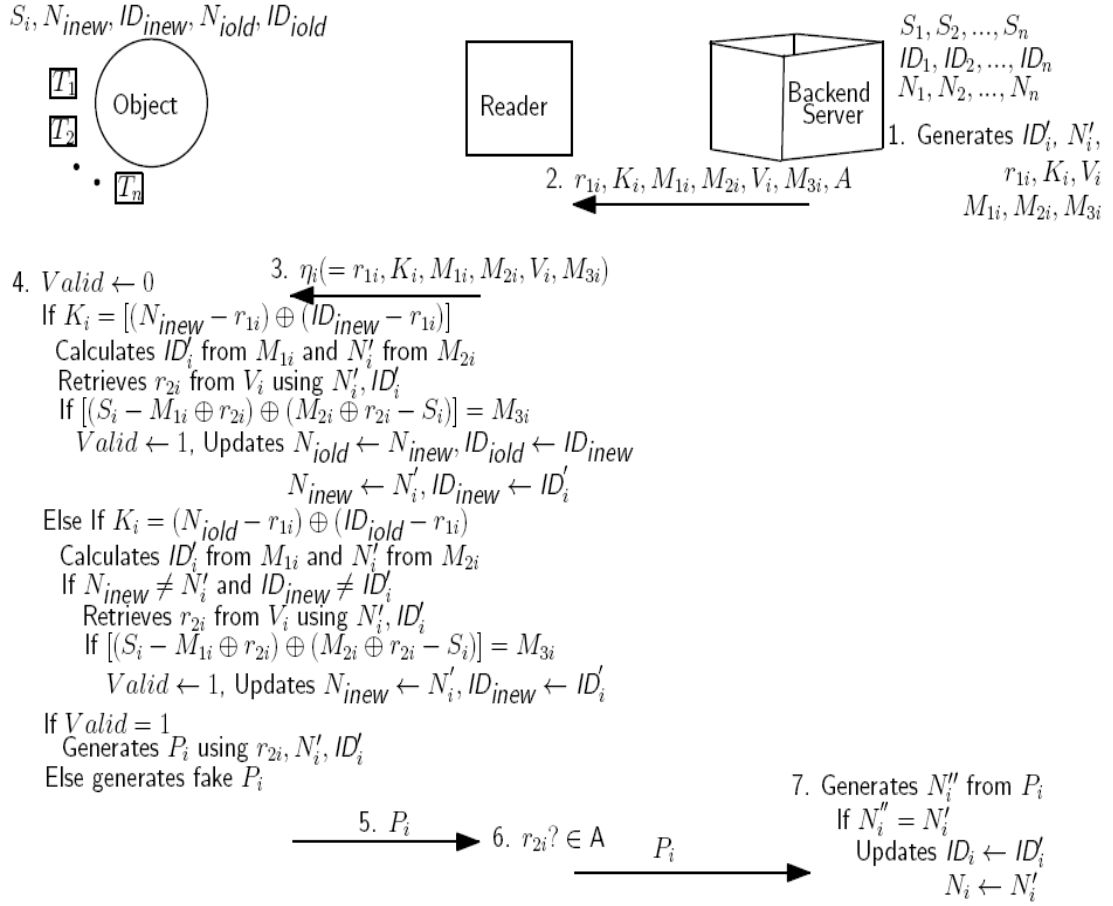 S_i, N_inew, ID_inew, N_iold, ID_iold
S_1, S_2, ..., S_n
ID_1, ID_2, ..., ID_n
N_1, N_2, ..., N_n
T_1
T_2
T_n
Object
Reader
Backend
Server
1. Generates ID'_i, N'_i,
r_1i, K_i, V_i
M_1i, M_2i, M_3i
2. r_1i, K_i, M_1i, M_2i, V_i, M_3i, A
3. η_i(= r_1i, K_i, M_1i, M_2i, V_i, M_3i)
4. Valid ← 0
If K_i = [(N_inew − r_1i) ⊕ (ID_inew − r_1i)]
Calculates ID'_i from M_1i and N'_i from M_2i
Retrieves r_2i from V_i using N'_i, ID'_i
If [(S_i − M_1i ⊕ r_2i) ⊕ (M_2i ⊕ r_2i − S_i)] = M_3i
Valid ← 1, Updates N_iold ← N_inew, ID_iold ← ID_inew
N_inew ← N'_i, ID_inew ← ID'_i
Else If K_i = (N_iold − r_1i) ⊕ (ID_iold − r_1i)
Calculates ID'_i from M_1i and N'_i from M_2i
If N_inew ≠ N'_i and ID_inew ≠ ID'_i
Retrieves r_2i from V_i using N'_i, ID'_i
If [(S_i − M_1i ⊕ r_2i) ⊕ (M_2i ⊕ r_2i − S_i)] = M_3i
Valid ← 1, Updates N_inew ← N'_i, ID_inew ← ID'_i
If Valid = 1
Generates P_i using r_2i, N'_i, ID'_i
Else generates fake P_i
5. P_i
6. r_2i? ∈ A
P_i
7. Generates N''_i from P_i
If N''_i = N'_i
Updates ID_i ← ID'_i
N_i ← N'_i